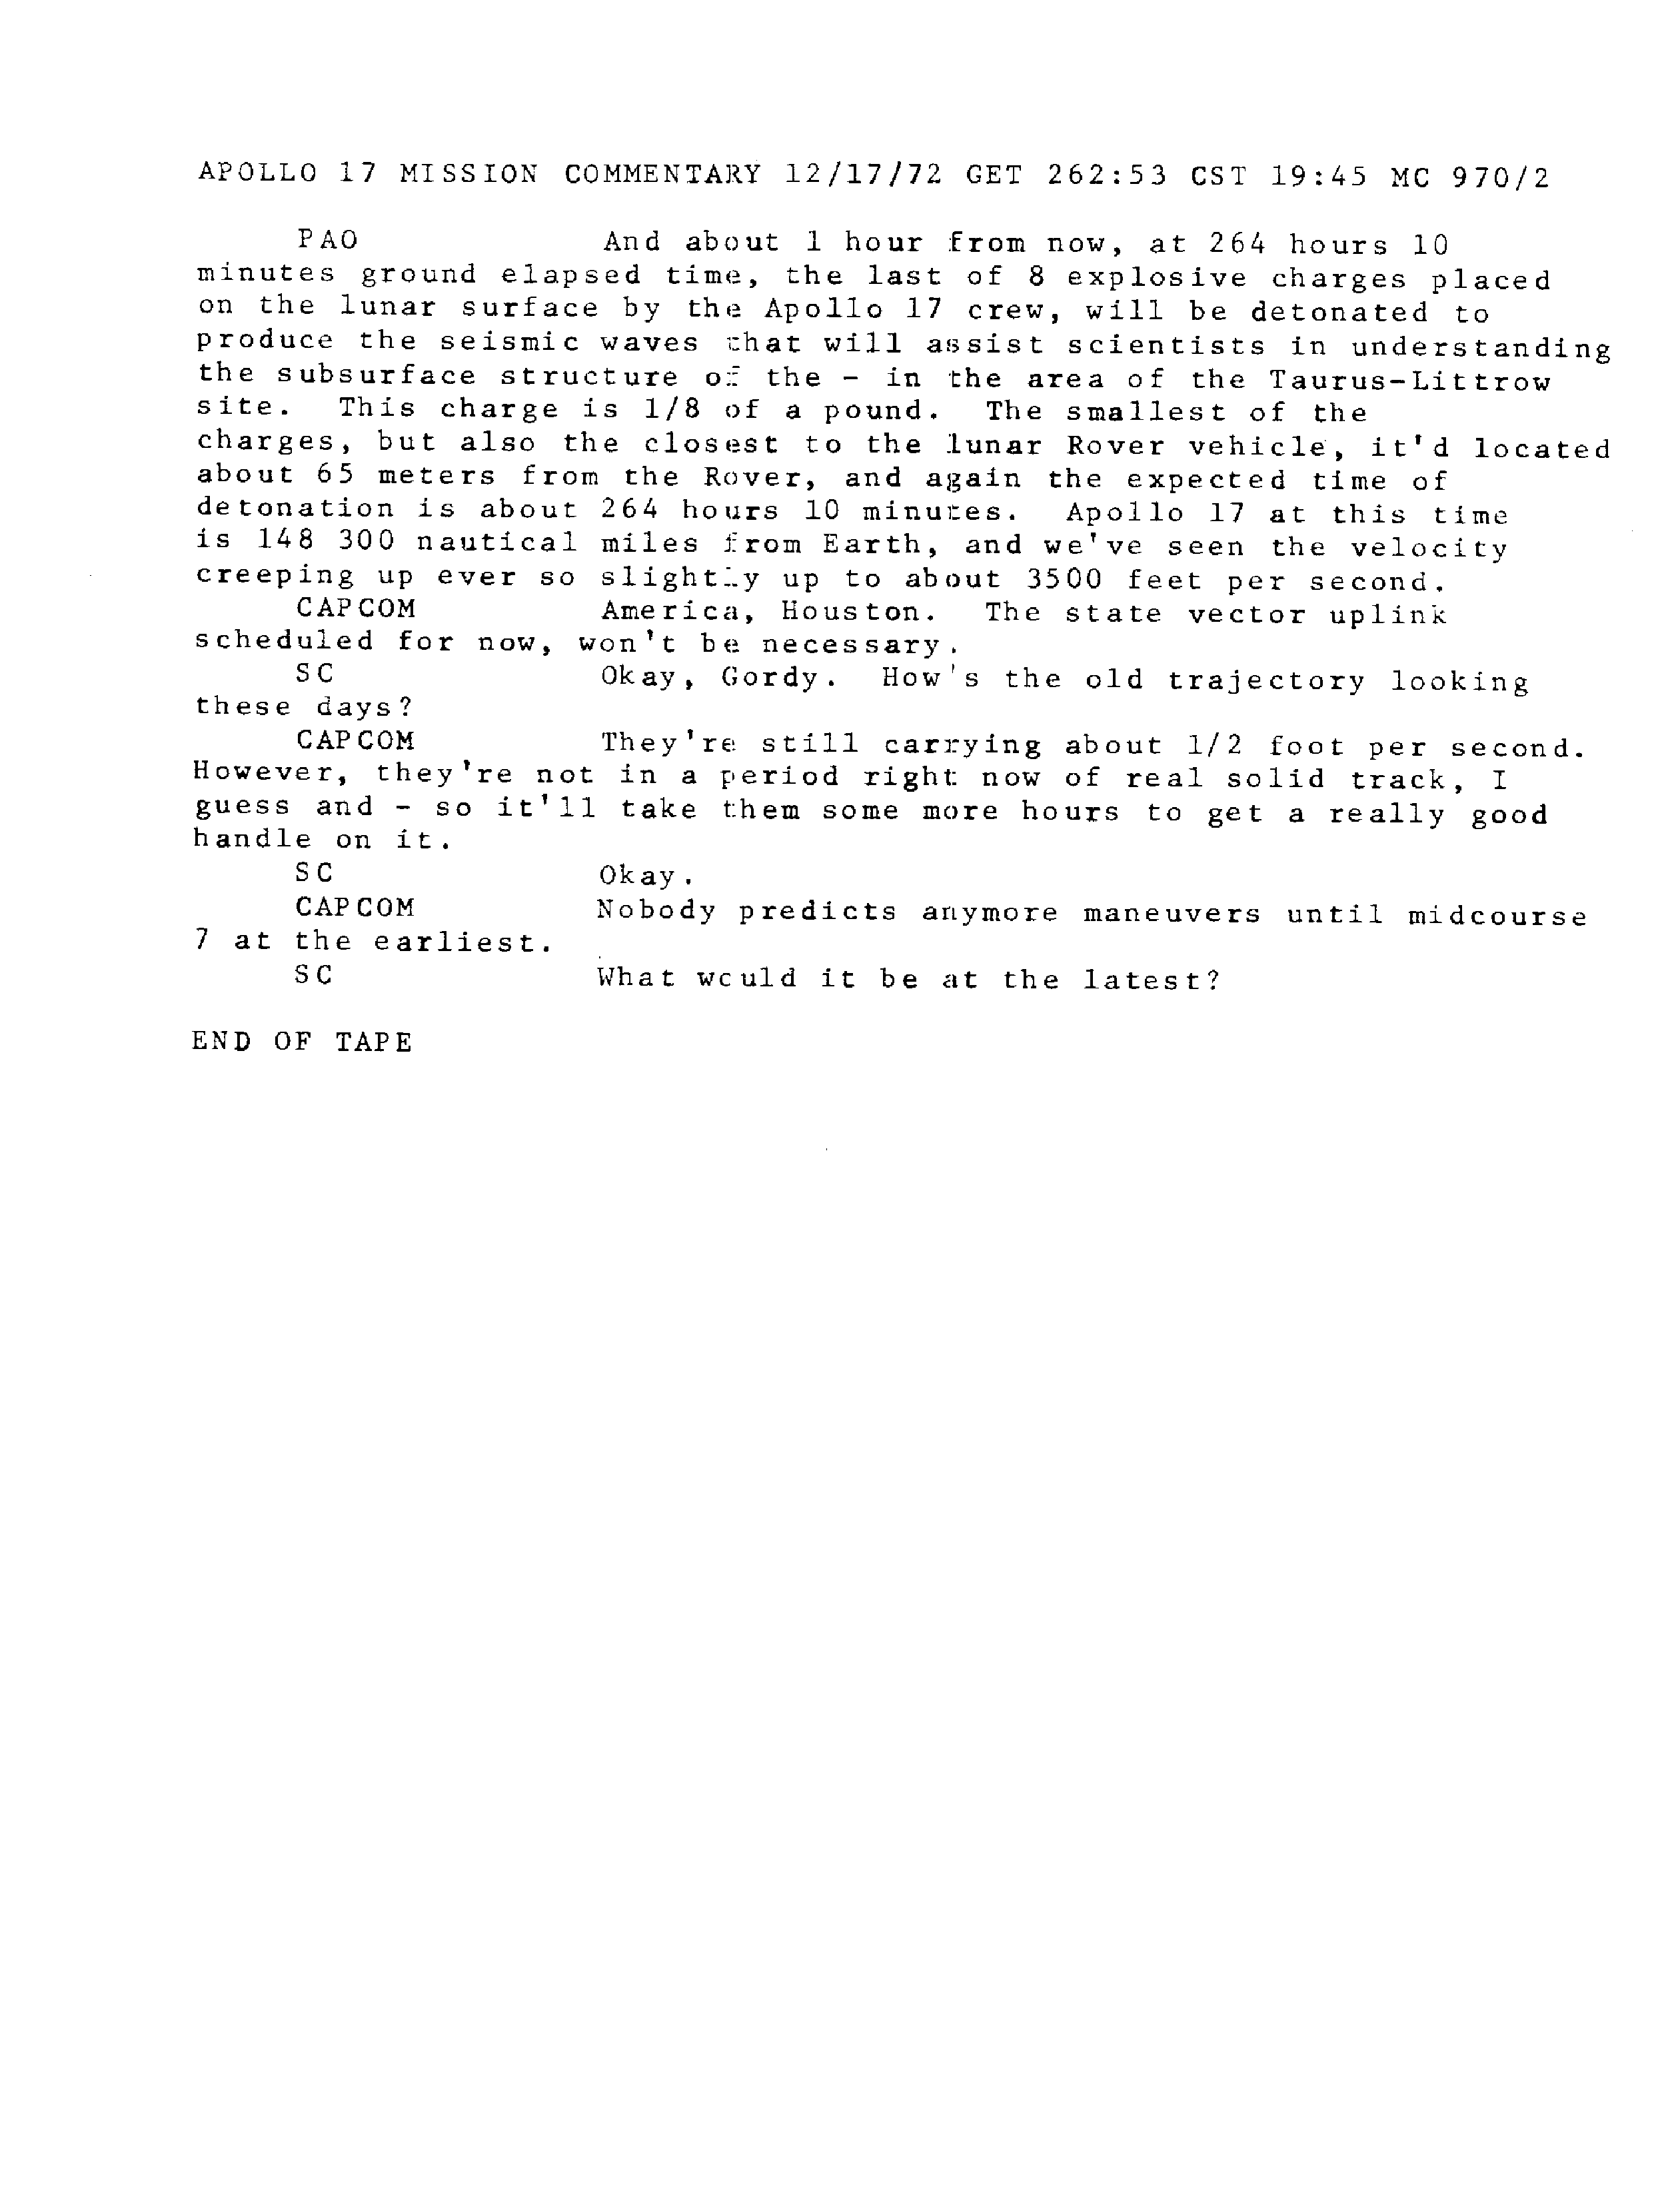 APOLLO 17 MISSION COMMENTARY 12/17/72 GET 262:53 CST 19:45 MC 970/2
PAO And about 1 hour from now, at 264 hours 10
minutes ground elapsed time, the last of 8 explosive charges placed
on the lunar surface by the Apollo 17 crew, will be detonated to
produce the seismic waves that will assist scientists in understanding
the subsurface structure of the - in the area of the Taurus-Littrow
site. This charge is 1/8 of a pound. The smallest of the
charges, but also the closest to the lunar Rover vehicle, it'd located
about 65 meters from the Rover, and again the expected time of
detonation is about 264 hours 10 minutes. Apollo 17 at this time
is 148 300 nautical miles from Earth, and we've seen the velocity
creeping up ever so slightly up to about 3500 feet per second.
CAPCOM America, Houston. The state vector uplink
scheduled for now, won't be necessary.
SC Okay, Gordy. How's the old trajectory looking
these days?
CAPCOM They're still carrying about 1/2 foot per second.
However, they're not in a period right now of real solid track, I
guess and - so it'll take them some more hours to get a really good
handle on it.
SC Okay.
CAPCOM Nobody predicts anymore maneuvers until midcourse
7 at the earliest.
SC What would it be at the latest?
END OF TAPE